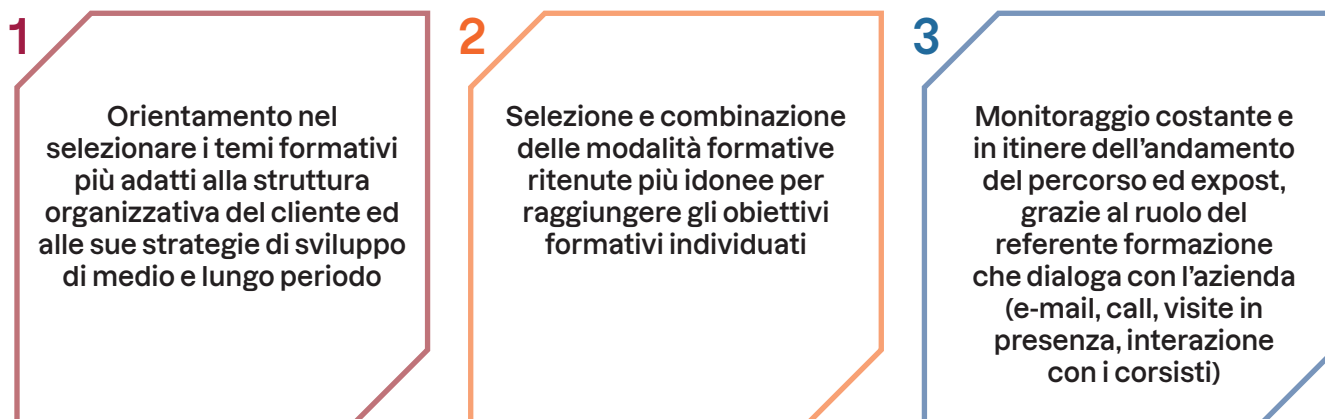 1
Orientamento nel
selezionare i temi formativi
più adatti alla struttura
organizzativa del cliente ed
alle sue strategie di sviluppo
di medio e lungo periodo
2
Selezione e combinazione
delle modalità formative
ritenute più idonee per
raggiungere gli obiettivi
formativi individuati
3
Monitoraggio costante e
in itinere dell’andamento
del percorso ed expost,
grazie al ruolo del
referente formazione
che dialoga con l’azienda
(e-mail, call, visite in
presenza, interazione
con i corsisti)